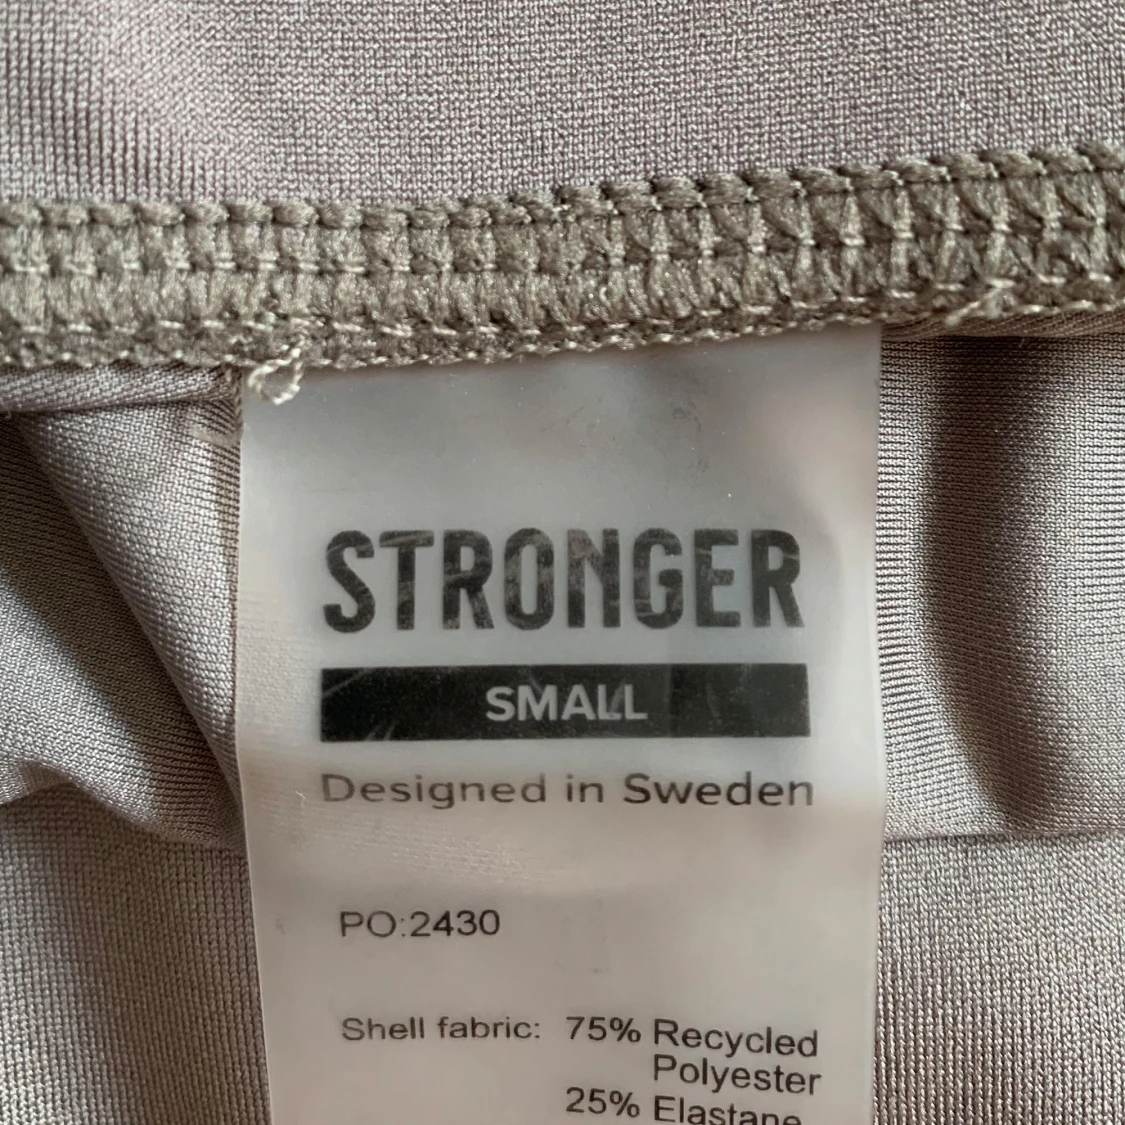 STRONGER
SMALL
Designed in Sweden
PO:2430
Shell fabric: 75% Recycled
Polyester
25% Elastane